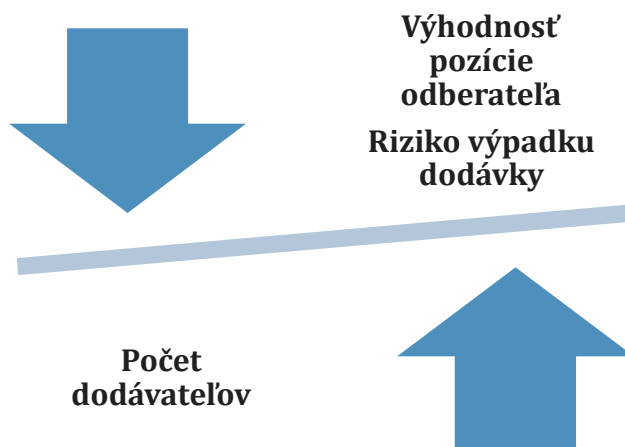 Výhodnosť
pozície
odberateľa
Riziko výpadku
dodávky
Počet
dodávateľov